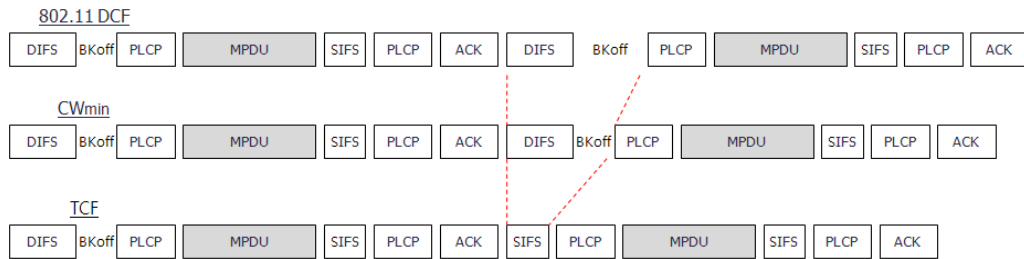 802.11 DCF
DIFS BKoff PLCP MPDU SIFS PLCP ACK DIFS BKoff PLCP MPDU SIFS PLCP ACK
CWmin
DIFS BKoff PLCP MPDU SIFS PLCP ACK DIFS BKoff PLCP MPDU SIFS PLCP ACK
TCF
DIFS BKoff PLCP MPDU SIFS PLCP ACK SIFS PLCP MPDU SIFS PLCP ACK